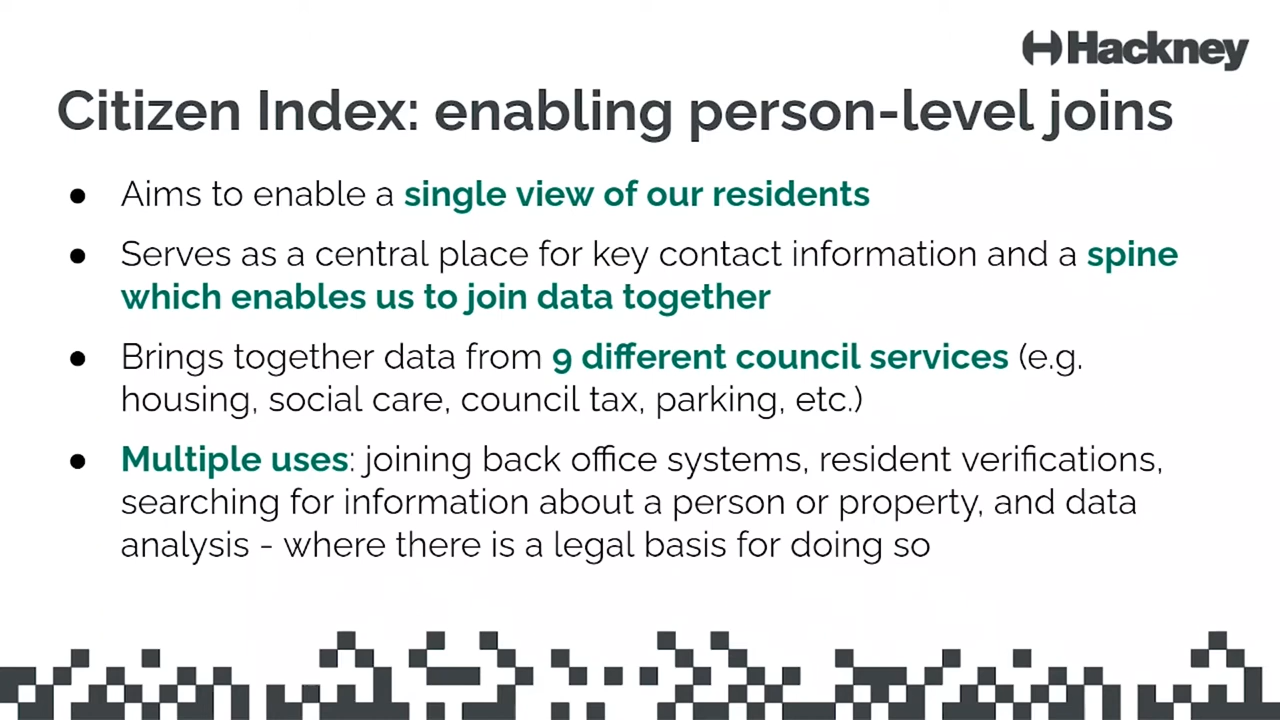 Hackney
Citizen Index: enabling person-level joins
● Aims to enable a single view of our residents
● Serves as a central place for key contact information and a spine
which enables us to join data together
● Brings together data from 9 different council services (e.g.
housing, social care, council tax, parking, etc.)
● Multiple uses: joining back office systems, resident verifications,
searching for information about a person or property, and data
analysis - where there is a legal basis for doing so